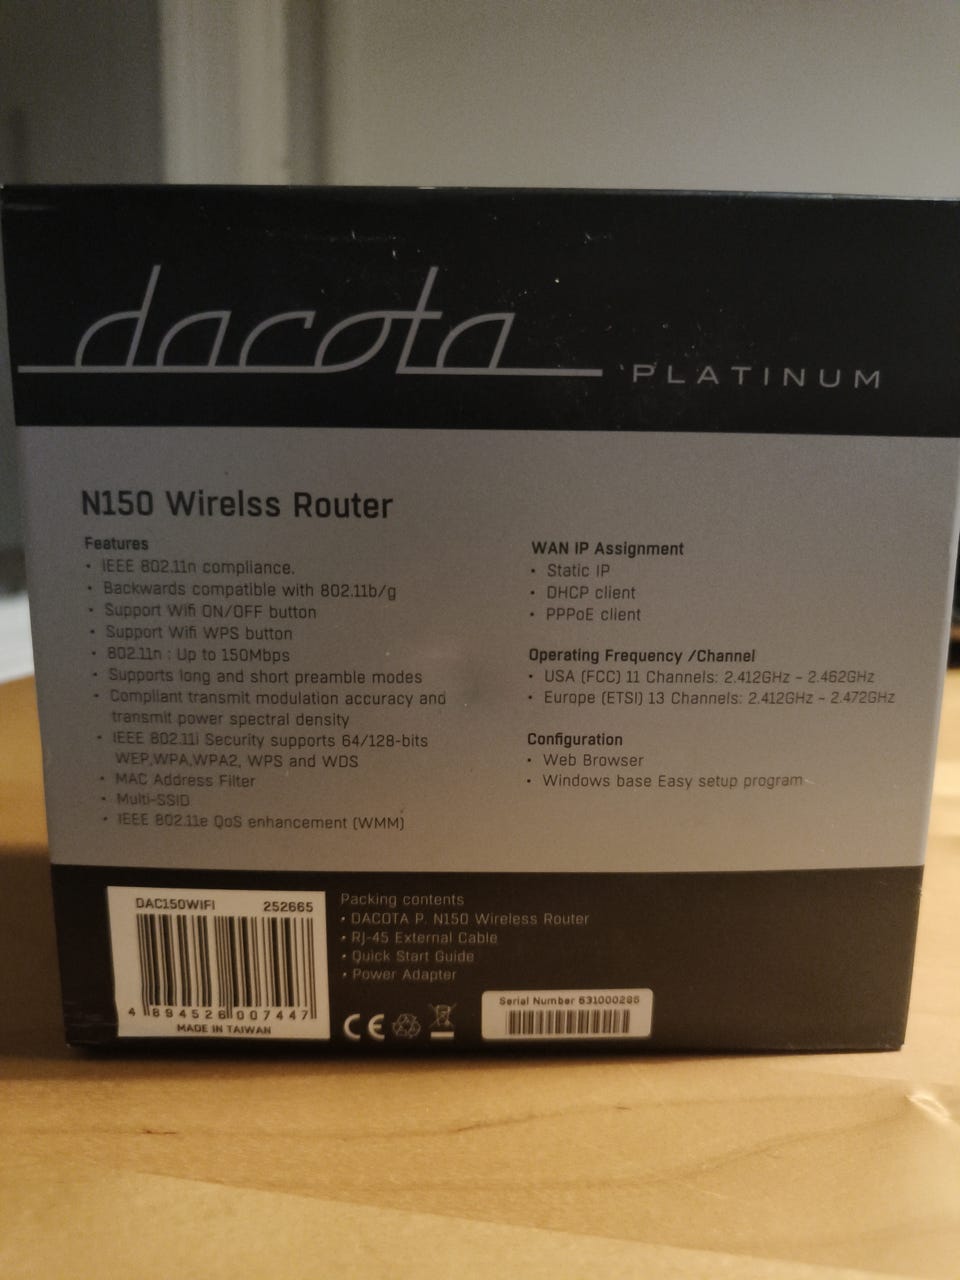 dacota PLATINUM
N150 Wirelss Router
Features
• IEEE 802.11n compliance.
• Backwards compatible with 802.11b/g
• Support Wifi ON/OFF button
• Support Wifi WPS button
• 802.11n : Up to 150Mbps
• Supports long and short preamble modes
• Compliant transmit modulation accuracy and
transmit power spectral density
• IEEE 802.11i Security supports 64/128-bits
WEP,WPA,WPA2, WPS and WDS
• MAC Address Filter
• Multi-SSID
• IEEE 802.11e QoS enhancement (WMM)
WAN IP Assignment
• Static IP
• DHCP client
• PPPoE client
Operating Frequency /Channel
• USA (FCC) 11 Channels: 2.412GHz ~ 2.462GHz
• Europe (ETSI) 13 Channels: 2.412GHz ~ 2.472GHz
Configuration
• Web Browser
• Windows base Easy setup program
DAC150WIFI 252665
4 894526 007447
MADE IN TAIWAN
Packing contents
• DACOTA P. N150 Wireless Router
• RJ-45 External Cable
• Quick Start Guide
• Power Adapter
CE
Serial Number 631000286